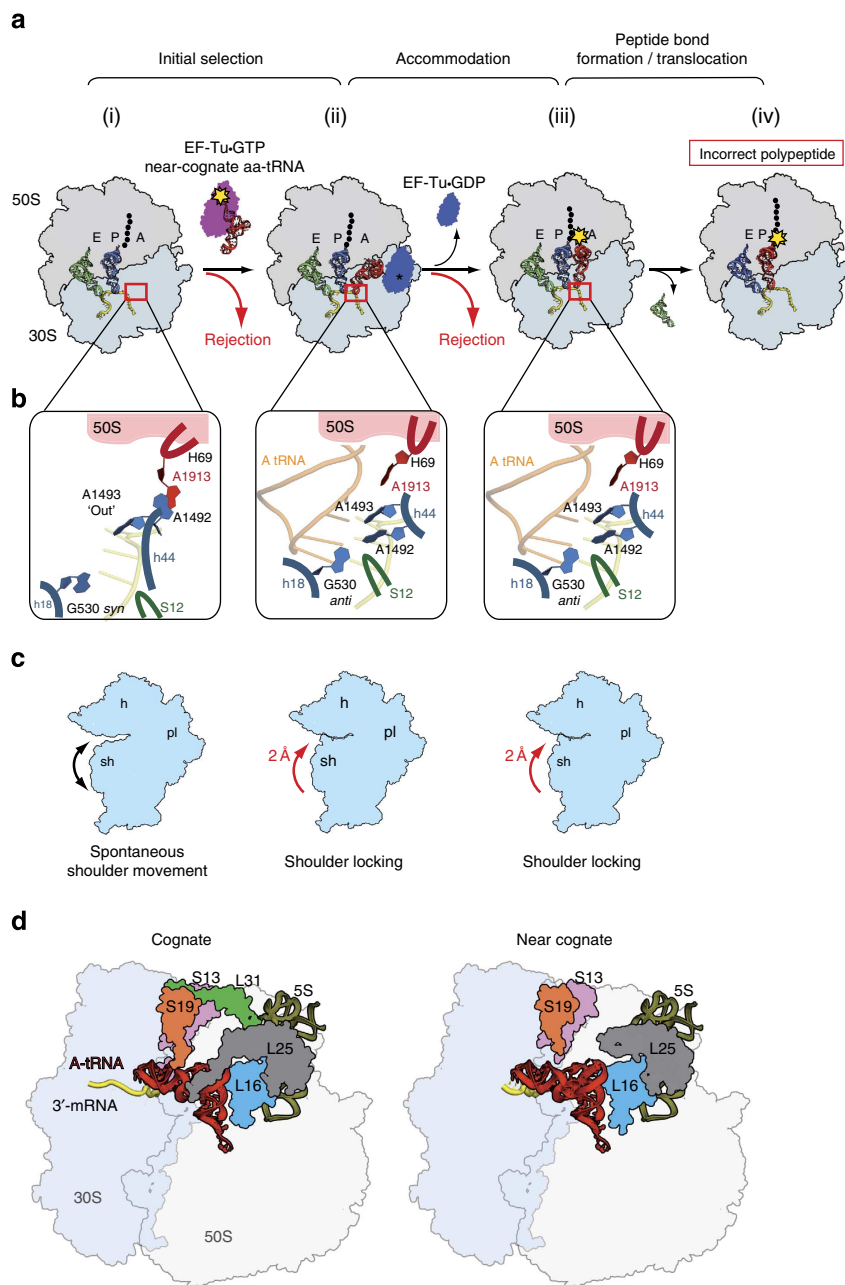 a
Initial selection
Accommodation
Peptide bond
formation / translocation
(i)
(ii)
(iii)
(iv)
EF-Tu•GTP
near-cognate aa-tRNA
EF-Tu•GDP
Incorrect polypeptide
50S
E P A
E P A
E P A
E P
*
30S
Rejection
Rejection
b
50S
H69
A1913
A1493
'Out'
A1492
h44
h18
G530 syn
S12
50S
A tRNA
H69
A1913
A1493
h44
A1492
h18
G530
anti
S12
50S
A tRNA
H69
A1913
A1493
h44
A1492
h18
G530
anti
S12
c
h
pl
sh
Spontaneous
shoulder movement
h
pl
2 Å
sh
Shoulder locking
h
pl
2 Å
sh
Shoulder locking
d
Cognate
S13
L31
5S
S19
L25
A-tRNA
L16
3′-mRNA
30S
50S
Near cognate
S13
5S
S19
L25
L16